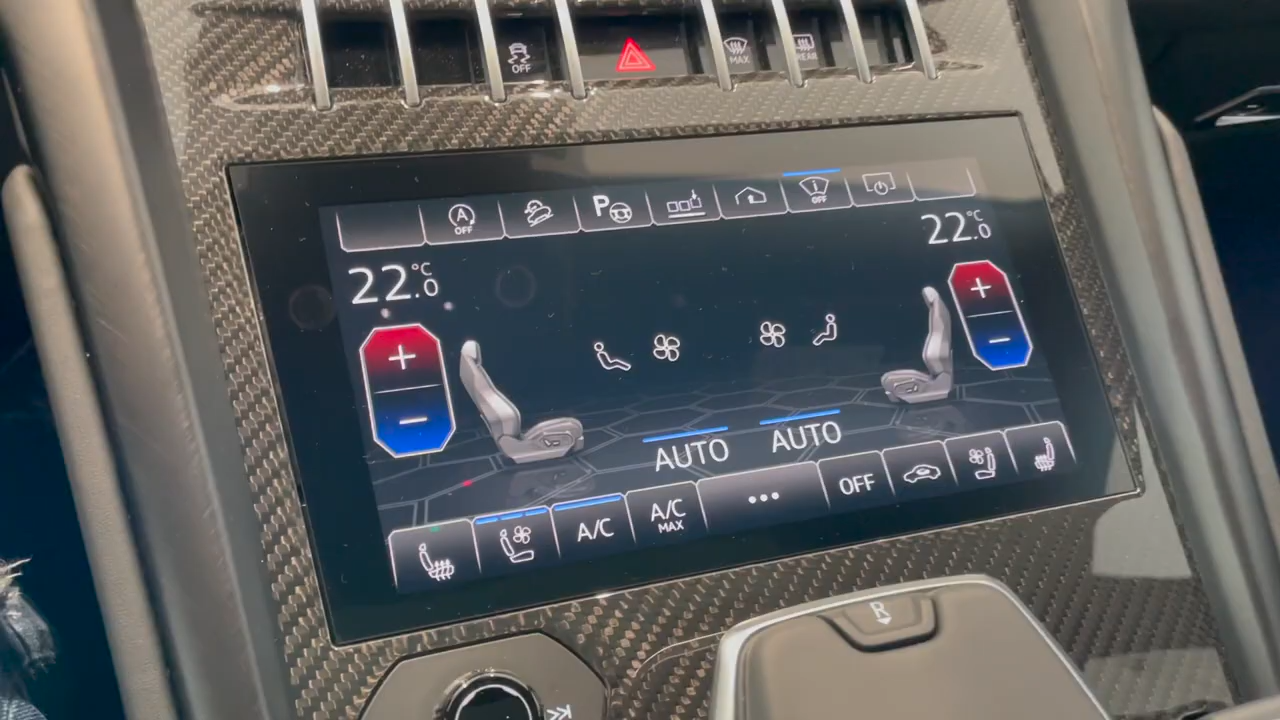 OFF
MAX
REAR
A
OFF
P
i
OFF
22.0 °C
22.0 °C
+
−
+
−
AUTO
AUTO
A/C
A/C
MAX
•••
OFF
R